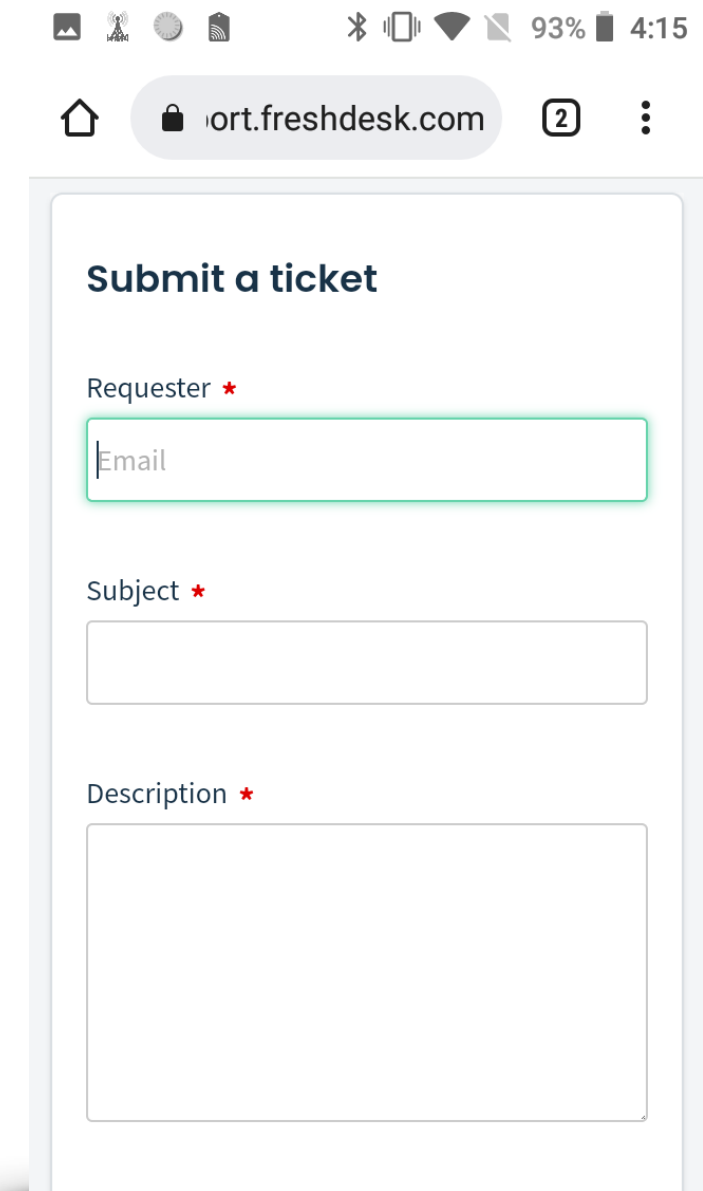 93% 4:15
ort.freshdesk.com 2
Submit a ticket
Requester *
Email
Subject *
Description *